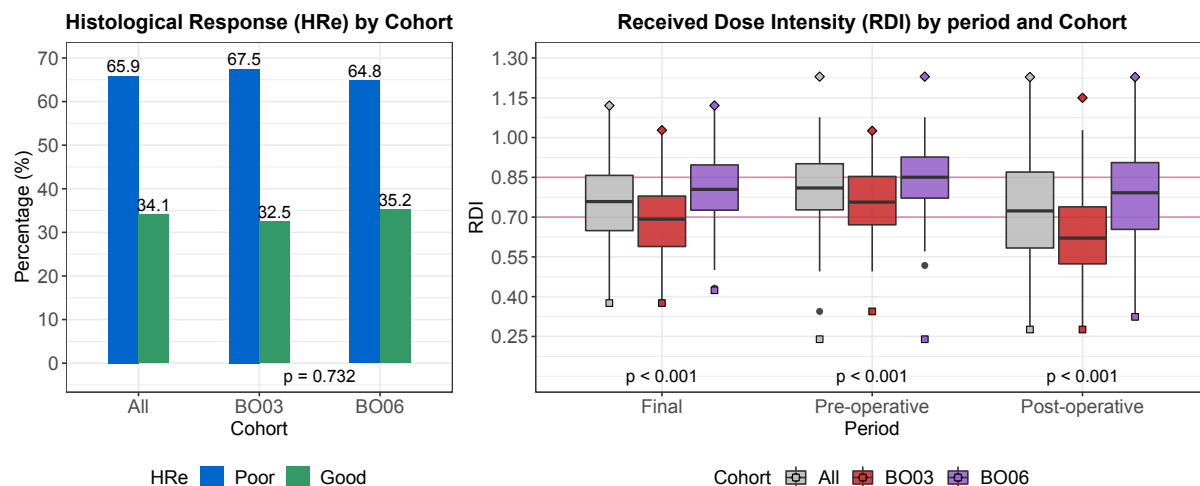 Histological Response (HRe) by Cohort
Percentage (%)
70
60
50
40
30
20
10
0
65.9
34.1
67.5
32.5
64.8
35.2
p = 0.732
All BO03 BO06
Cohort
HRe Poor Good
Received Dose Intensity (RDI) by period and Cohort
RDI
1.30
1.15
1.00
0.85
0.70
0.55
0.40
0.25
p < 0.001 p < 0.001 p < 0.001
Final Pre-operative Post-operative
Period
Cohort All BO03 BO06